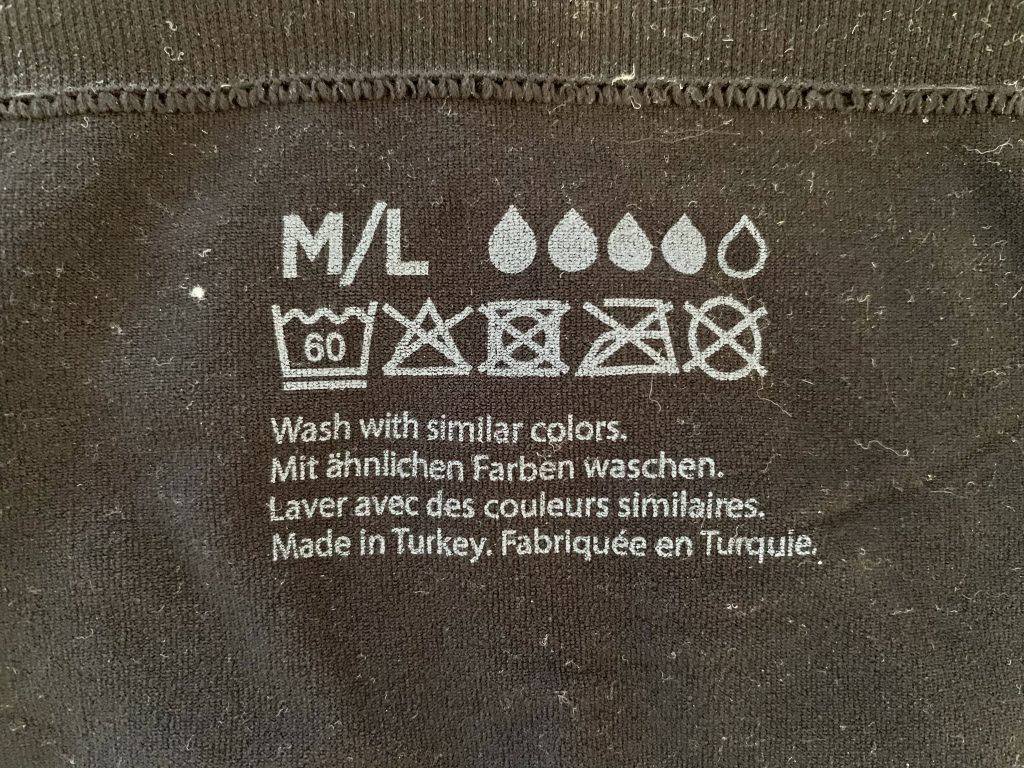 M/L
60
Wash with similar colors.
Mit ähnlichen Farben waschen.
Laver avec des couleurs similaires.
Made in Turkey. Fabriquée en Turquie.